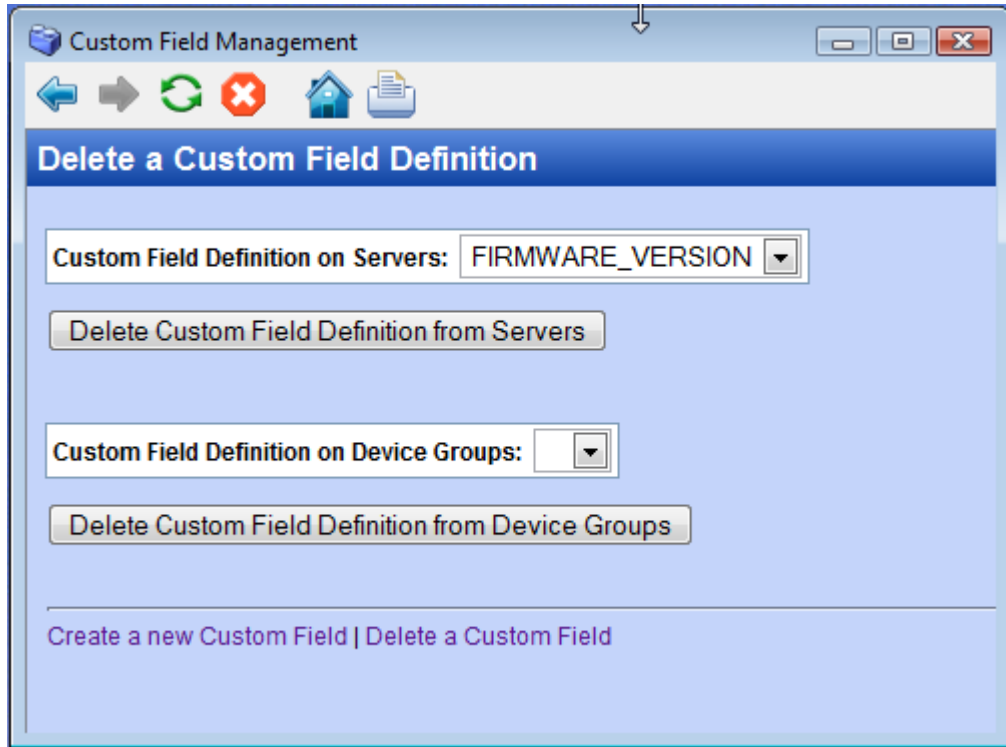 Custom Field Management
Delete a Custom Field Definition
Custom Field Definition on Servers: FIRMWARE_VERSION
Delete Custom Field Definition from Servers
Custom Field Definition on Device Groups:
Delete Custom Field Definition from Device Groups
Create a new Custom Field | Delete a Custom Field